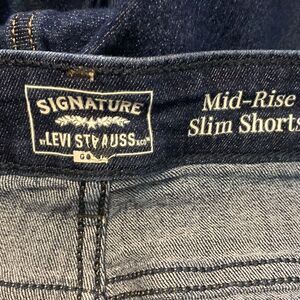 SIGNATURE
BY LEVI STRAUSS & CO.
Mid-Rise
Slim Shorts